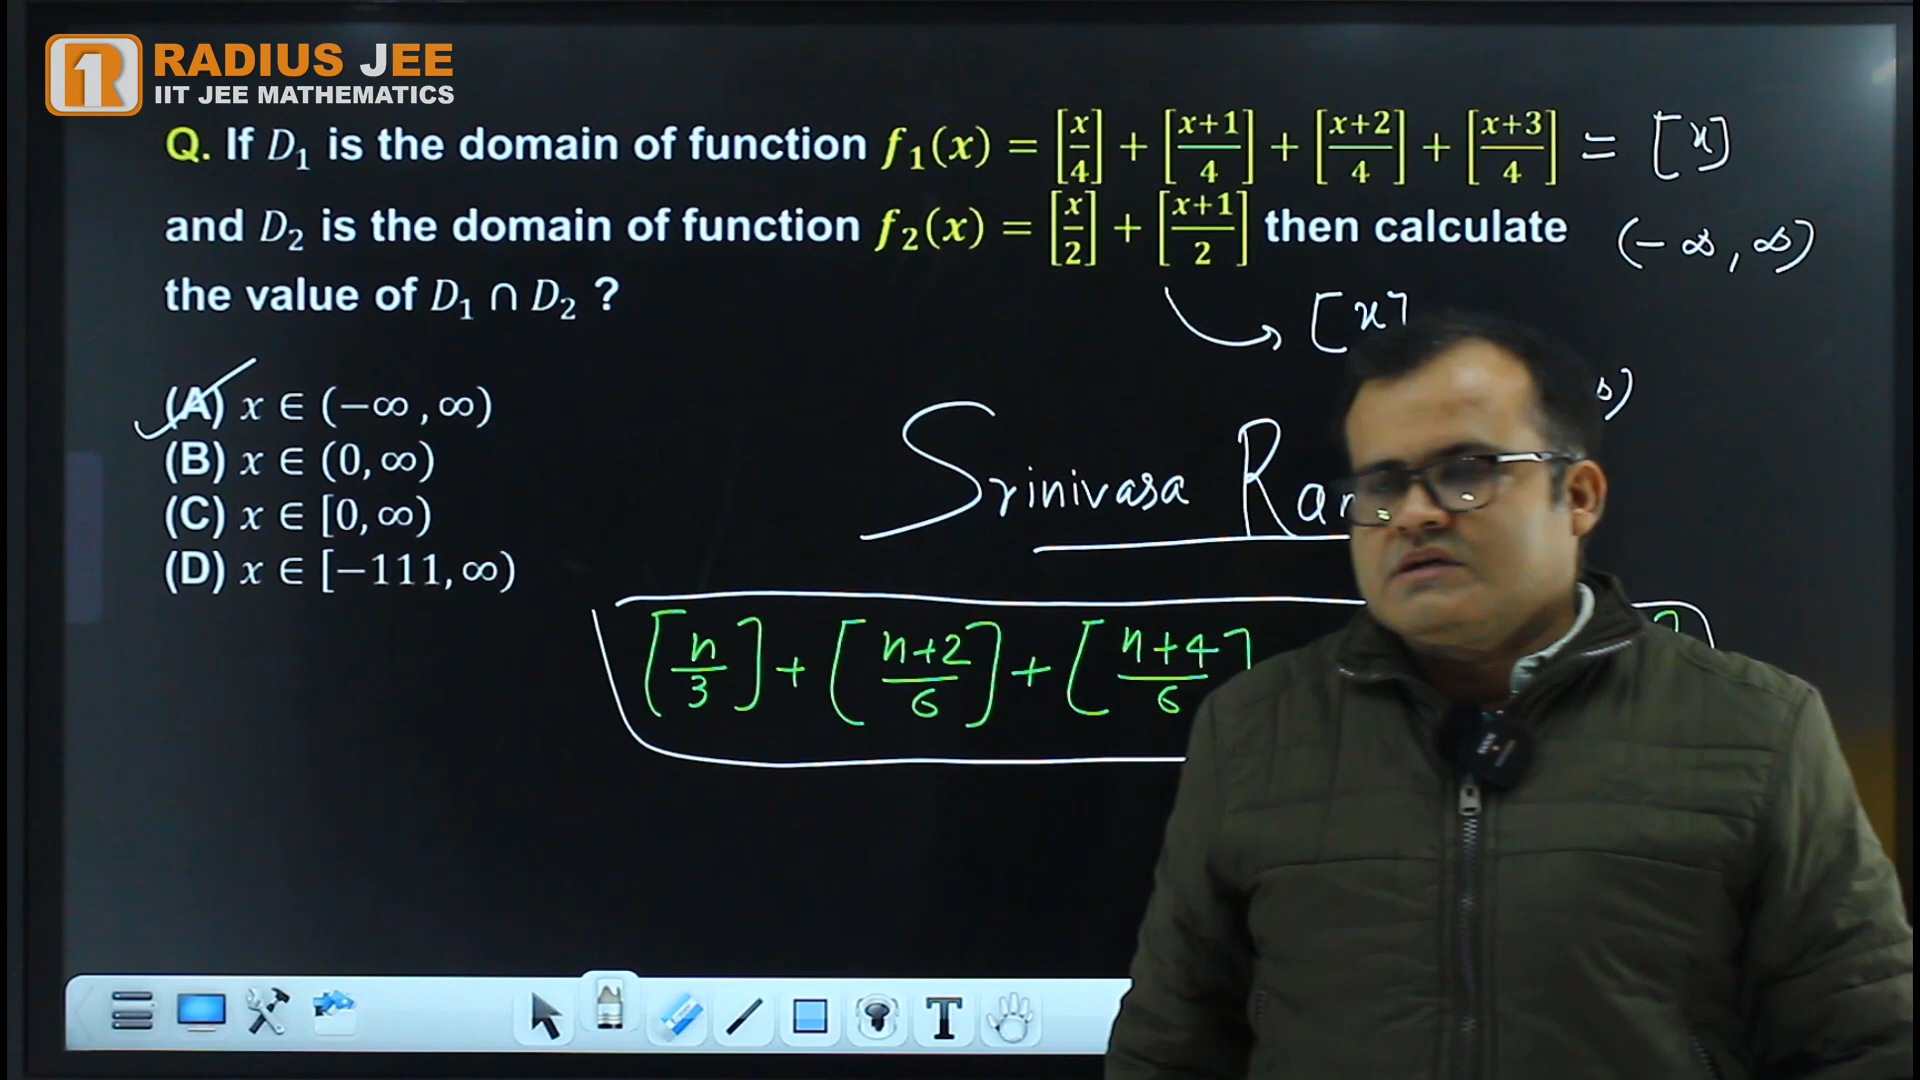 RADIUS JEE
IIT JEE MATHEMATICS
Q. If D₁ is the domain of function f₁(x) = [x/4] + [(x+1)/4] + [(x+2)/4] + [(x+3)/4] = [x]
and D₂ is the domain of function f₂(x) = [x/2] + [(x+1)/2] then calculate (-∞, ∞)
the value of D₁ ∩ D₂ ?
[x]
(A) x ∈ (−∞, ∞)
(B) x ∈ (0, ∞)
(C) x ∈ [0, ∞)
(D) x ∈ [−111, ∞)
Srinivasa
[n/3] + [(n+2)/6] + [(n+4)/6]
T